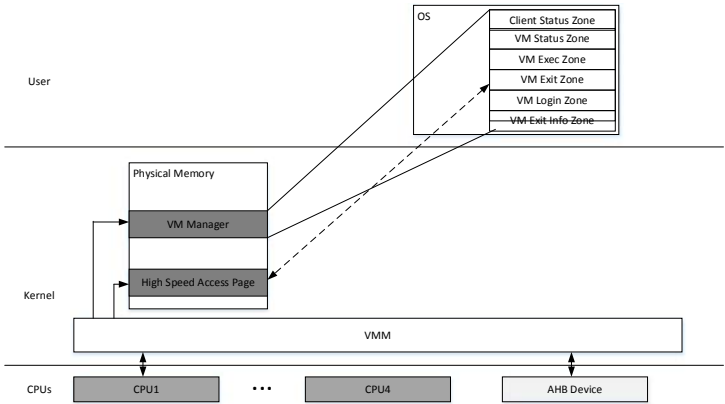 OS
Client Status Zone
VM Status Zone
VM Exec Zone
VM Exit Zone
VM Login Zone
VM Exit Info Zone
User
Physical Memory
VM Manager
High Speed Access Page
Kernel
VMM
CPUs
CPU1
...
CPU4
AHB Device